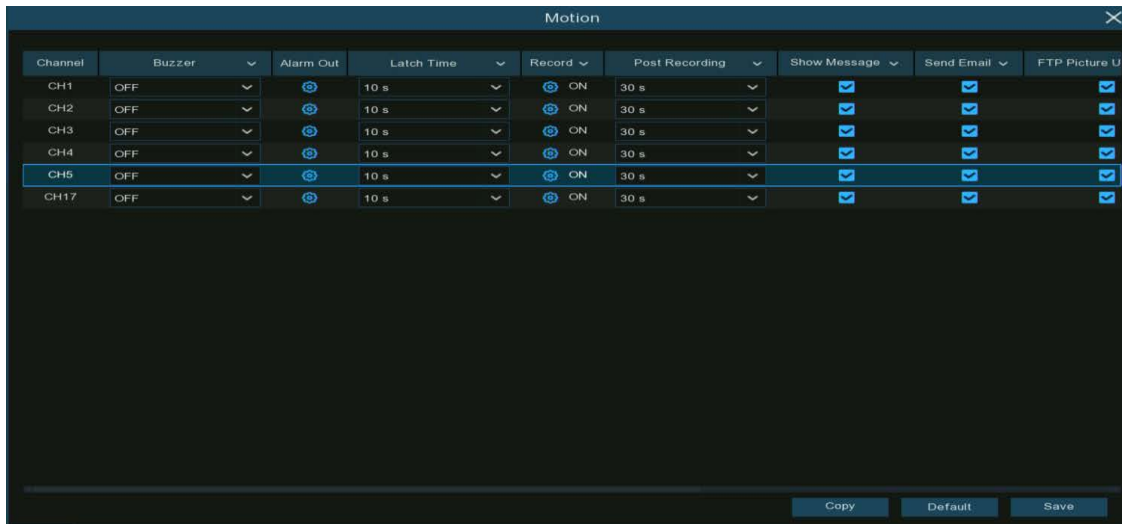 Motion
Channel Buzzer Alarm Out Latch Time Record Post Recording Show Message Send Email FTP Picture U
CH1 OFF 10 s ON 30 s
CH2 OFF 10 s ON 30 s
CH3 OFF 10 s ON 30 s
CH4 OFF 10 s ON 30 s
CH5 OFF 10 s ON 30 s
CH17 OFF 10 s ON 30 s
Copy Default Save